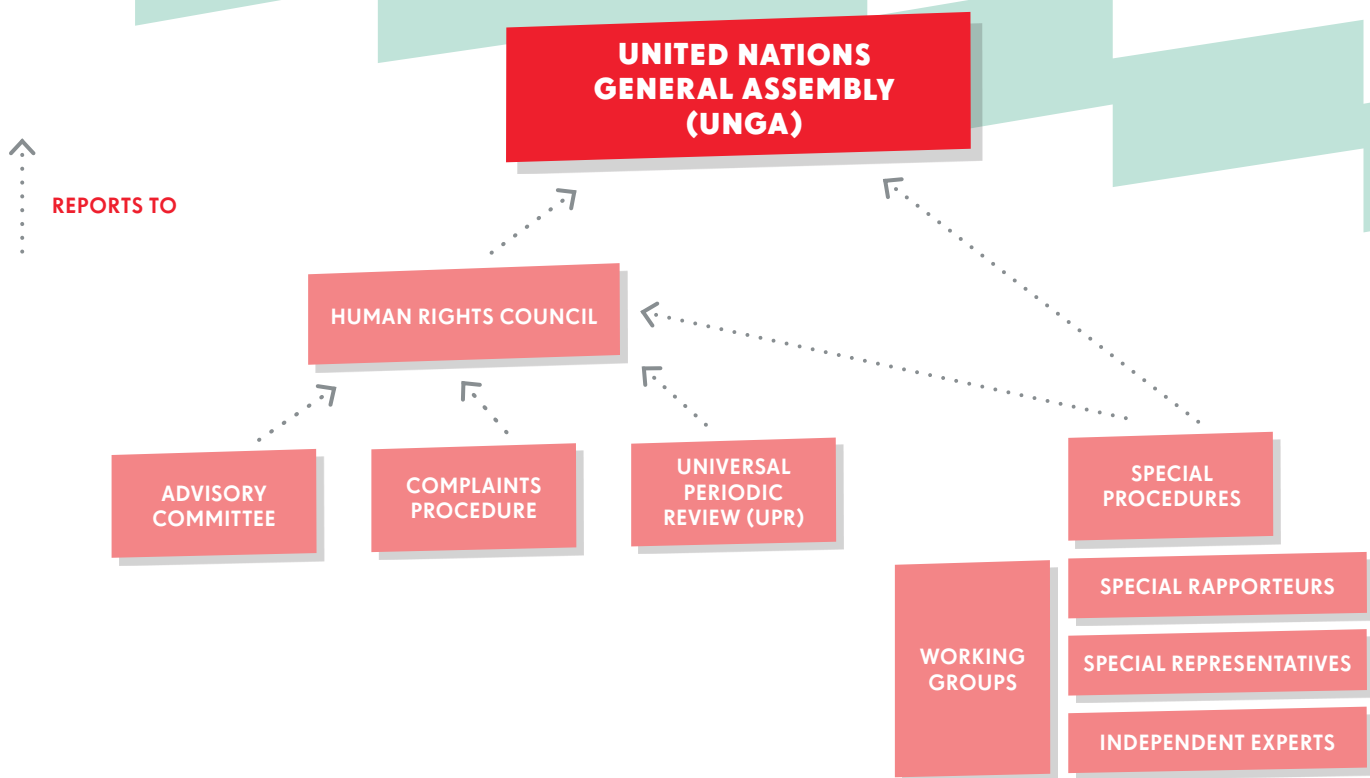 UNITED NATIONS
GENERAL ASSEMBLY
(UNGA)
REPORTS TO
HUMAN RIGHTS COUNCIL
ADVISORY
COMMITTEE
COMPLAINTS
PROCEDURE
UNIVERSAL
PERIODIC
REVIEW (UPR)
SPECIAL
PROCEDURES
WORKING
GROUPS
SPECIAL RAPPORTEURS
SPECIAL REPRESENTATIVES
INDEPENDENT EXPERTS